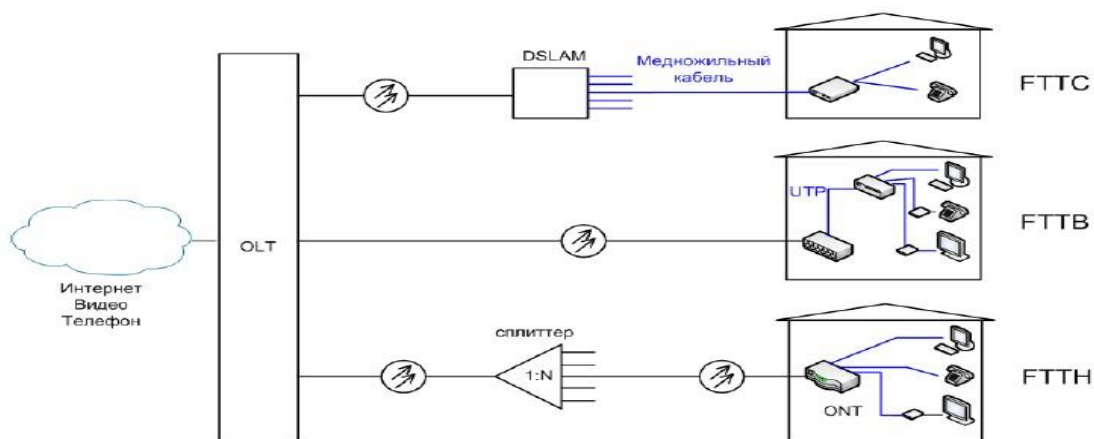 DSLAM
Медножильный
кабель
FTTC
UTP
FTTB
OLT
Интернет
Видео
Телефон
сплиттер
1:N
ONT
FTTH